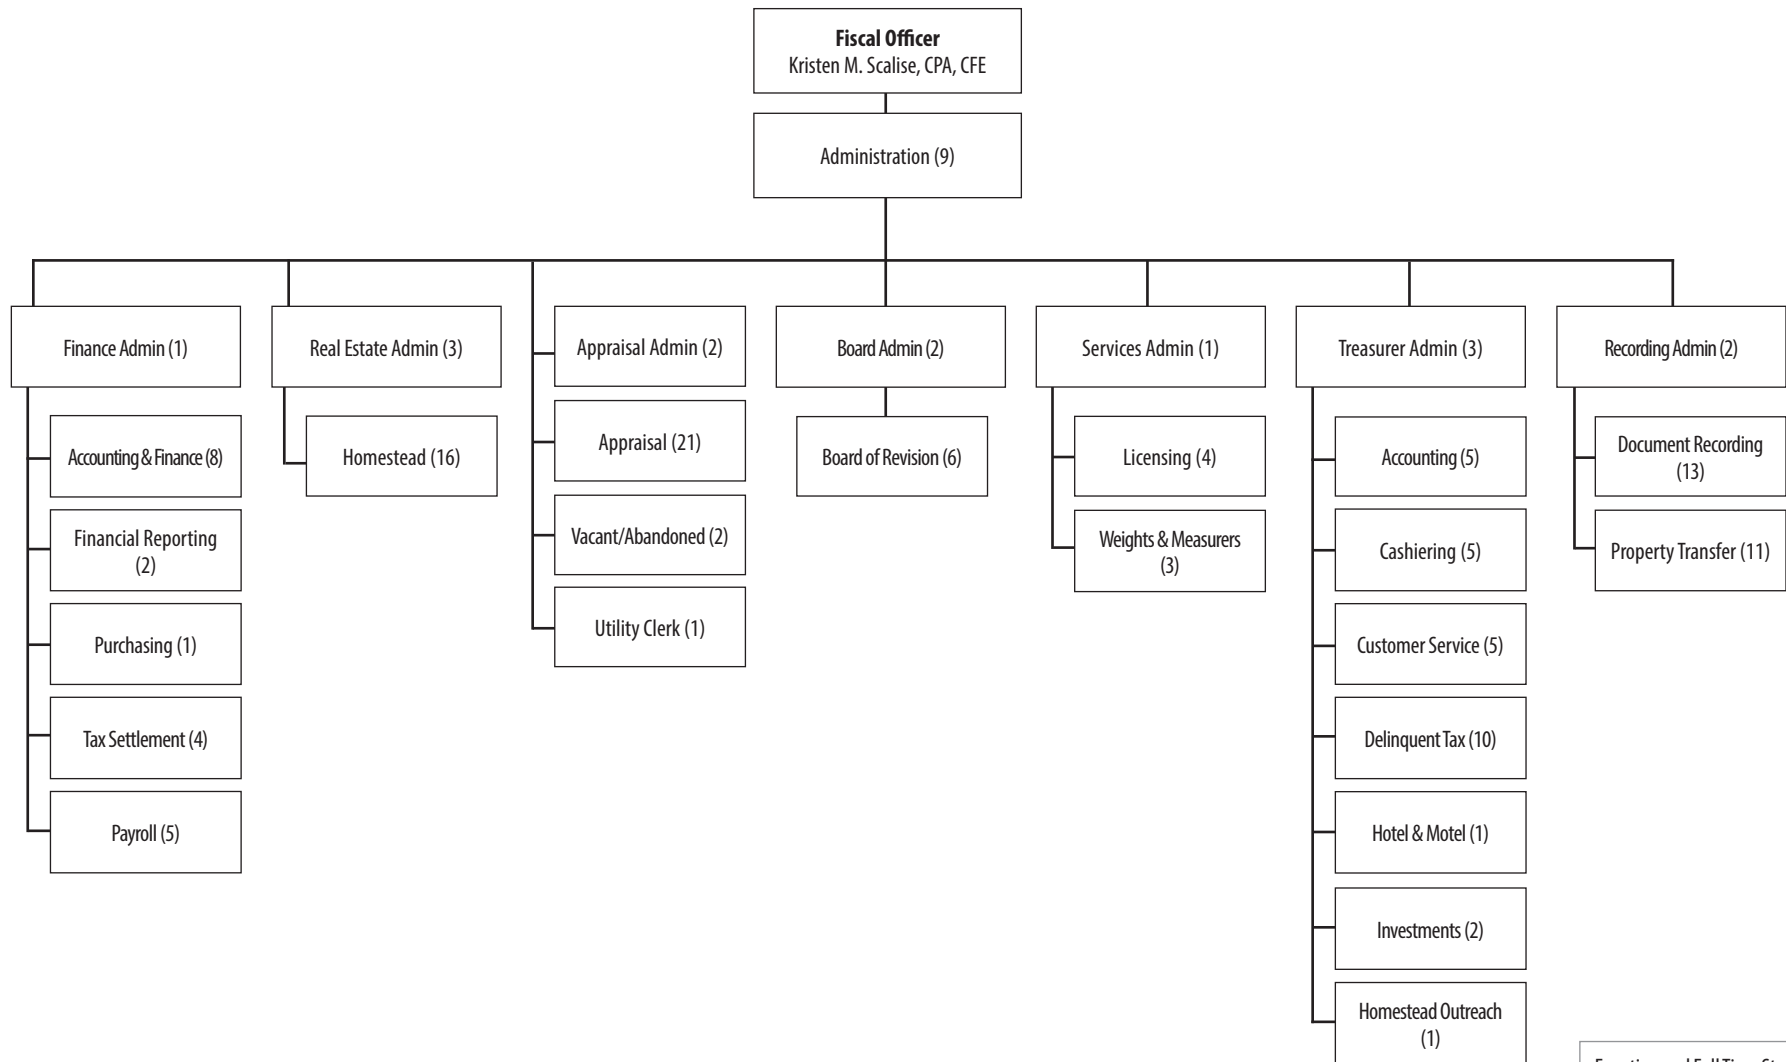 Fiscal Officer
Kristen M. Scalise, CPA, CFE
Administration (9)
Finance Admin (1)
Accounting & Finance (8)
Financial Reporting
(2)
Purchasing (1)
Tax Settlement (4)
Payroll (5)
Real Estate Admin (3)
Homestead (16)
Appraisal Admin (2)
Appraisal (21)
Vacant/Abandoned (2)
Utility Clerk (1)
Board Admin (2)
Board of Revision (6)
Services Admin (1)
Licensing (4)
Weights & Measurers
(3)
Treasurer Admin (3)
Accounting (5)
Cashiering (5)
Customer Service (5)
Delinquent Tax (10)
Hotel & Motel (1)
Investments (2)
Homestead Outreach
(1)
Recording Admin (2)
Document Recording
(13)
Property Transfer (11)